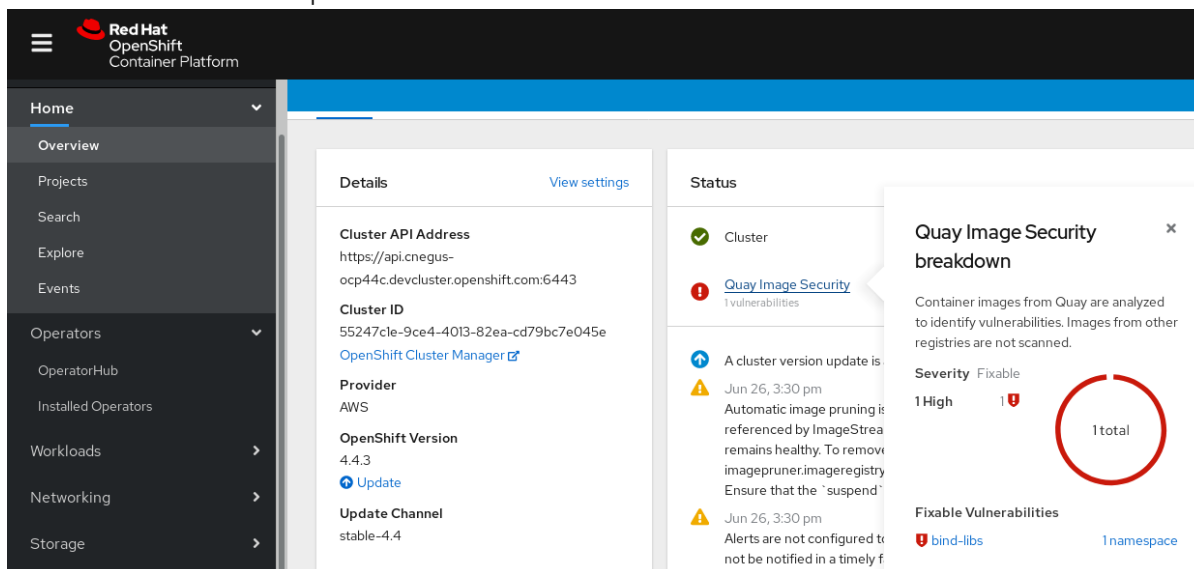 Red Hat
OpenShift
Container Platform
Home
Overview
Projects
Search
Explore
Events
Operators
OperatorHub
Installed Operators
Workloads
Networking
Storage
Details
View settings
Cluster API Address
https://api.cnegus-
ocp44c.devcluster.openshift.com:6443
Cluster ID
55247c1e-9ce4-4013-82ea-cd79bc7e045e
OpenShift Cluster Manager
Provider
AWS
OpenShift Version
4.4.3
Update
Update Channel
stable-4.4
Status
Cluster
Quay Image Security
1 vulnerabilities
A cluster version update is
Jun 26, 3:30 pm
Automatic image pruning is
referenced by ImageStrea
remains healthy. To remove
imagepruner.imageregistry
Ensure that the `suspend`
Jun 26, 3:30 pm
Alerts are not configured to
not be notified in a timely f
Quay Image Security
breakdown
Container images from Quay are analyzed
to identify vulnerabilities. Images from other
registries are not scanned.
Severity Fixable
1 High 1
1 total
Fixable Vulnerabilities
bind-libs 1 namespace